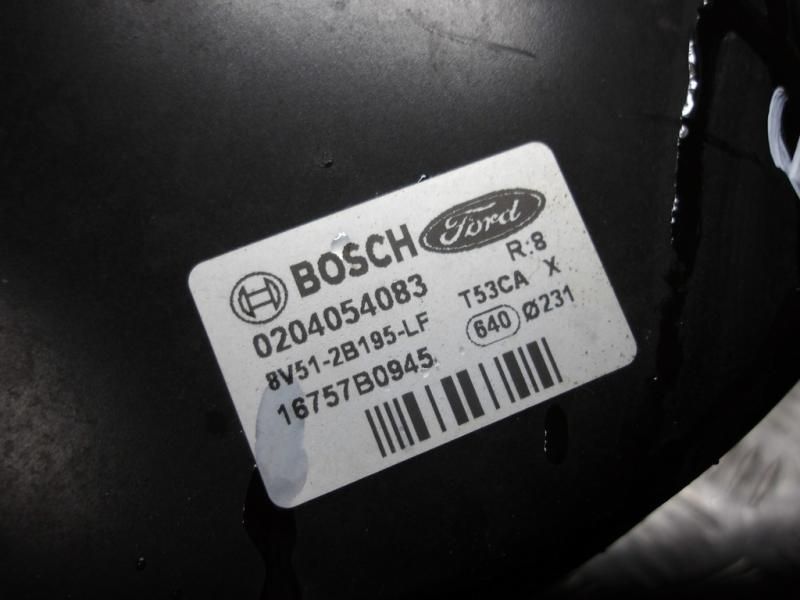 BOSCH Ford
0204054083 R:8
8V51-2B195-LF T53CA X
16757B0945 640 Ø231